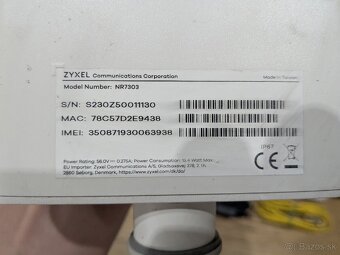 ZYXEL Communications Corporation
Made in Taiwan
Model Number: NR7303
S/N: S230Z50011130
MAC: 78C57D2E9438
IMEI: 350871930063938
IP67
CE
Power Rating: 56.0V⎓ 0.275A; Power Consumption: 15.4 Watt Max.
EU Importer: Zyxel Communications A/S, Gladsaxevej 378, 2. TH.
2860 Søborg, Denmark. https://www.zyxel.com/dk/da/
bazos.sk